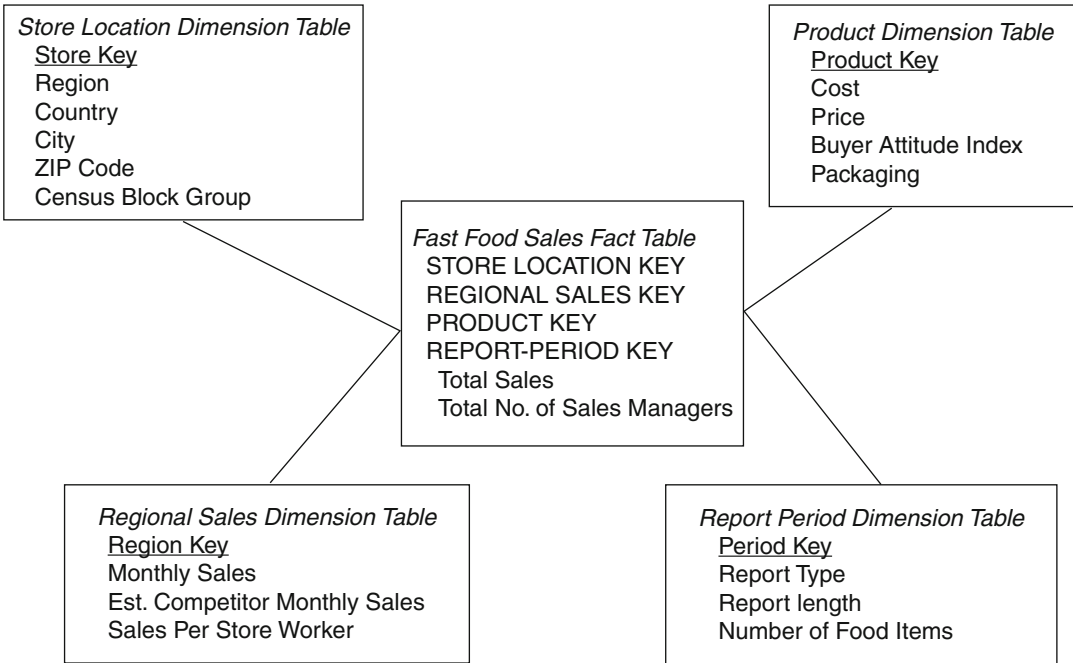 Store Location Dimension Table
Store Key
Region
Country
City
ZIP Code
Census Block Group
Product Dimension Table
Product Key
Cost
Price
Buyer Attitude Index
Packaging
Fast Food Sales Fact Table
STORE LOCATION KEY
REGIONAL SALES KEY
PRODUCT KEY
REPORT-PERIOD KEY
Total Sales
Total No. of Sales Managers
Regional Sales Dimension Table
Region Key
Monthly Sales
Est. Competitor Monthly Sales
Sales Per Store Worker
Report Period Dimension Table
Period Key
Report Type
Report length
Number of Food Items